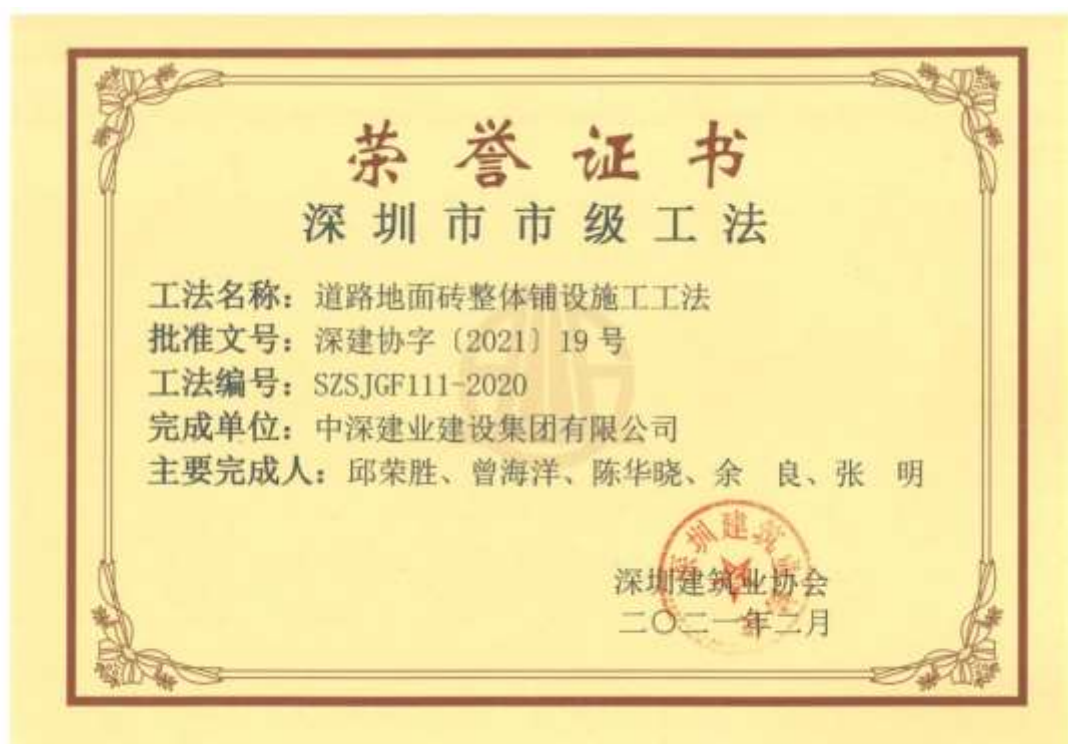 荣誉证书
深圳市市级工法
工法名称：道路地面砖整体铺设施工工法
批准文号：深建协字〔2021〕19号
工法编号：SZSJGF111-2020
完成单位：中深建业建设集团有限公司
主要完成人：邱荣胜、曾海洋、陈华晓、余　良、张　明
深圳建筑业协会
二〇二一年二月